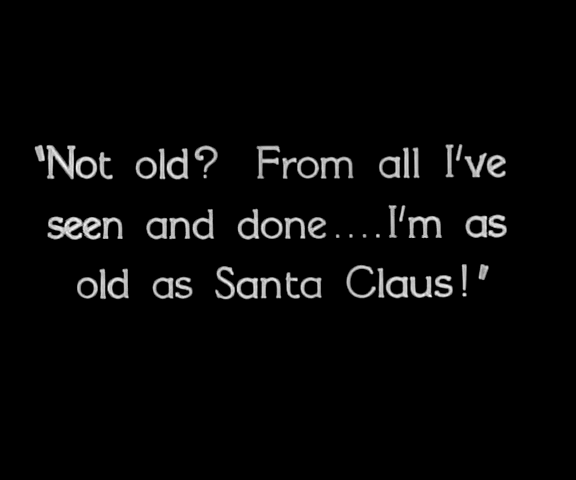 "Not old? From all I've
seen and done....I'm as
old as Santa Claus!"